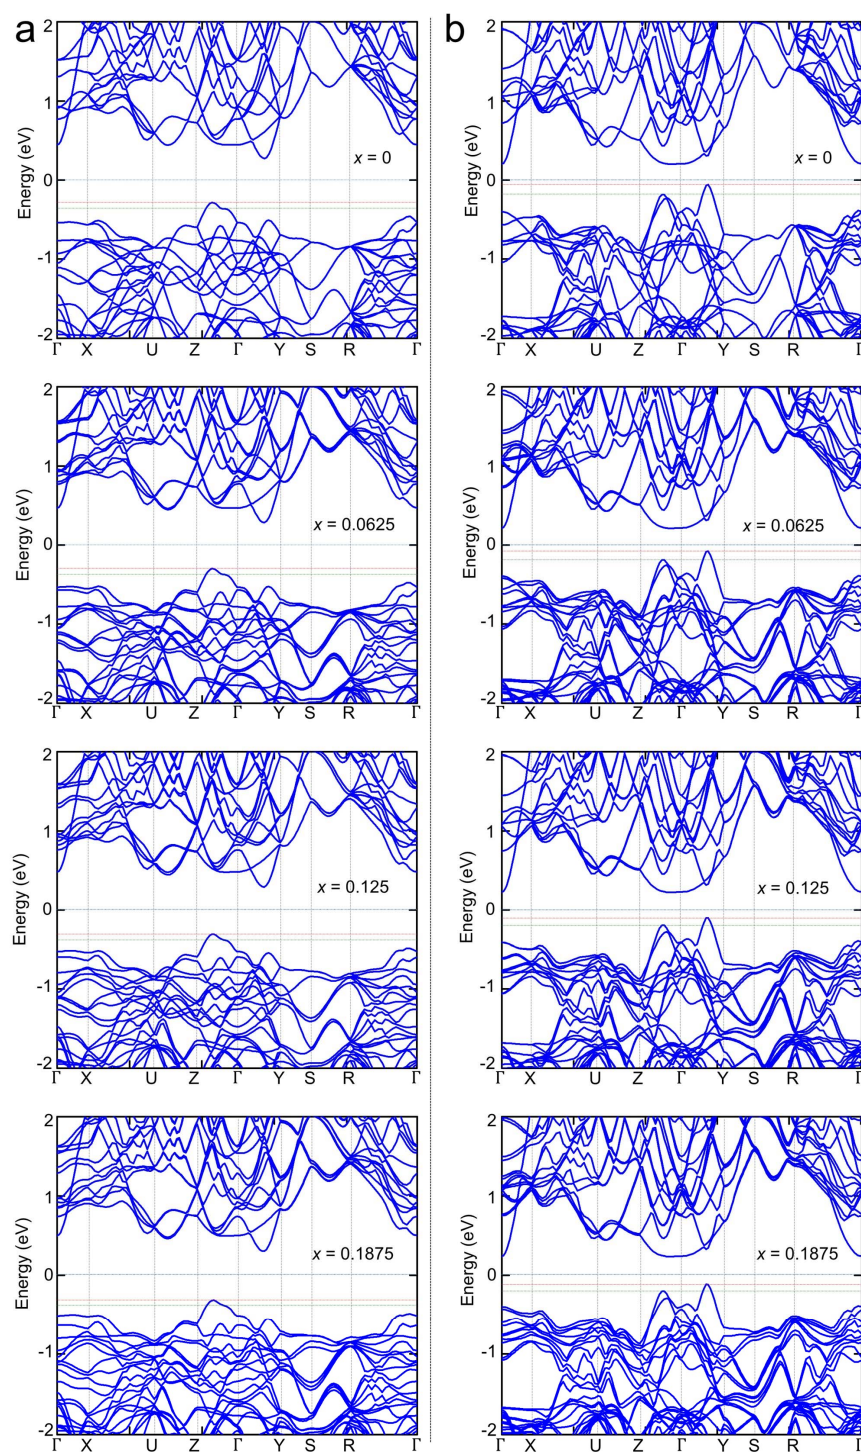 a b
2 2
1 1
Energy (eV) Energy (eV)
x = 0 x = 0
0 0
-1 -1
-2 -2
Γ X U Z Γ Y S R Γ Γ X U Z Γ Y S R Γ
2 2
1 1
Energy (eV) Energy (eV)
x = 0.0625 x = 0.0625
0 0
-1 -1
-2 -2
Γ X U Z Γ Y S R Γ Γ X U Z Γ Y S R Γ
2 2
1 1
Energy (eV) Energy (eV)
x = 0.125 x = 0.125
0 0
-1 -1
-2 -2
Γ X U Z Γ Y S R Γ Γ X U Z Γ Y S R Γ
2 2
1 1
Energy (eV) Energy (eV)
x = 0.1875 x = 0.1875
0 0
-1 -1
-2 -2
Γ X U Z Γ Y S R Γ Γ X U Z Γ Y S R Γ